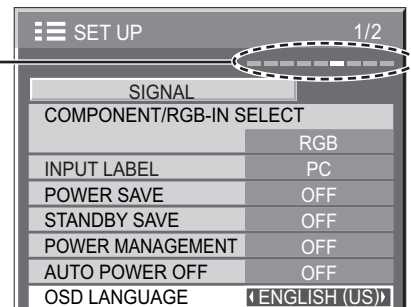 SET UP 1/2
SIGNAL
COMPONENT/RGB-IN SELECT
RGB
INPUT LABEL PC
POWER SAVE OFF
STANDBY SAVE OFF
POWER MANAGEMENT OFF
AUTO POWER OFF OFF
OSD LANGUAGE ENGLISH (US)